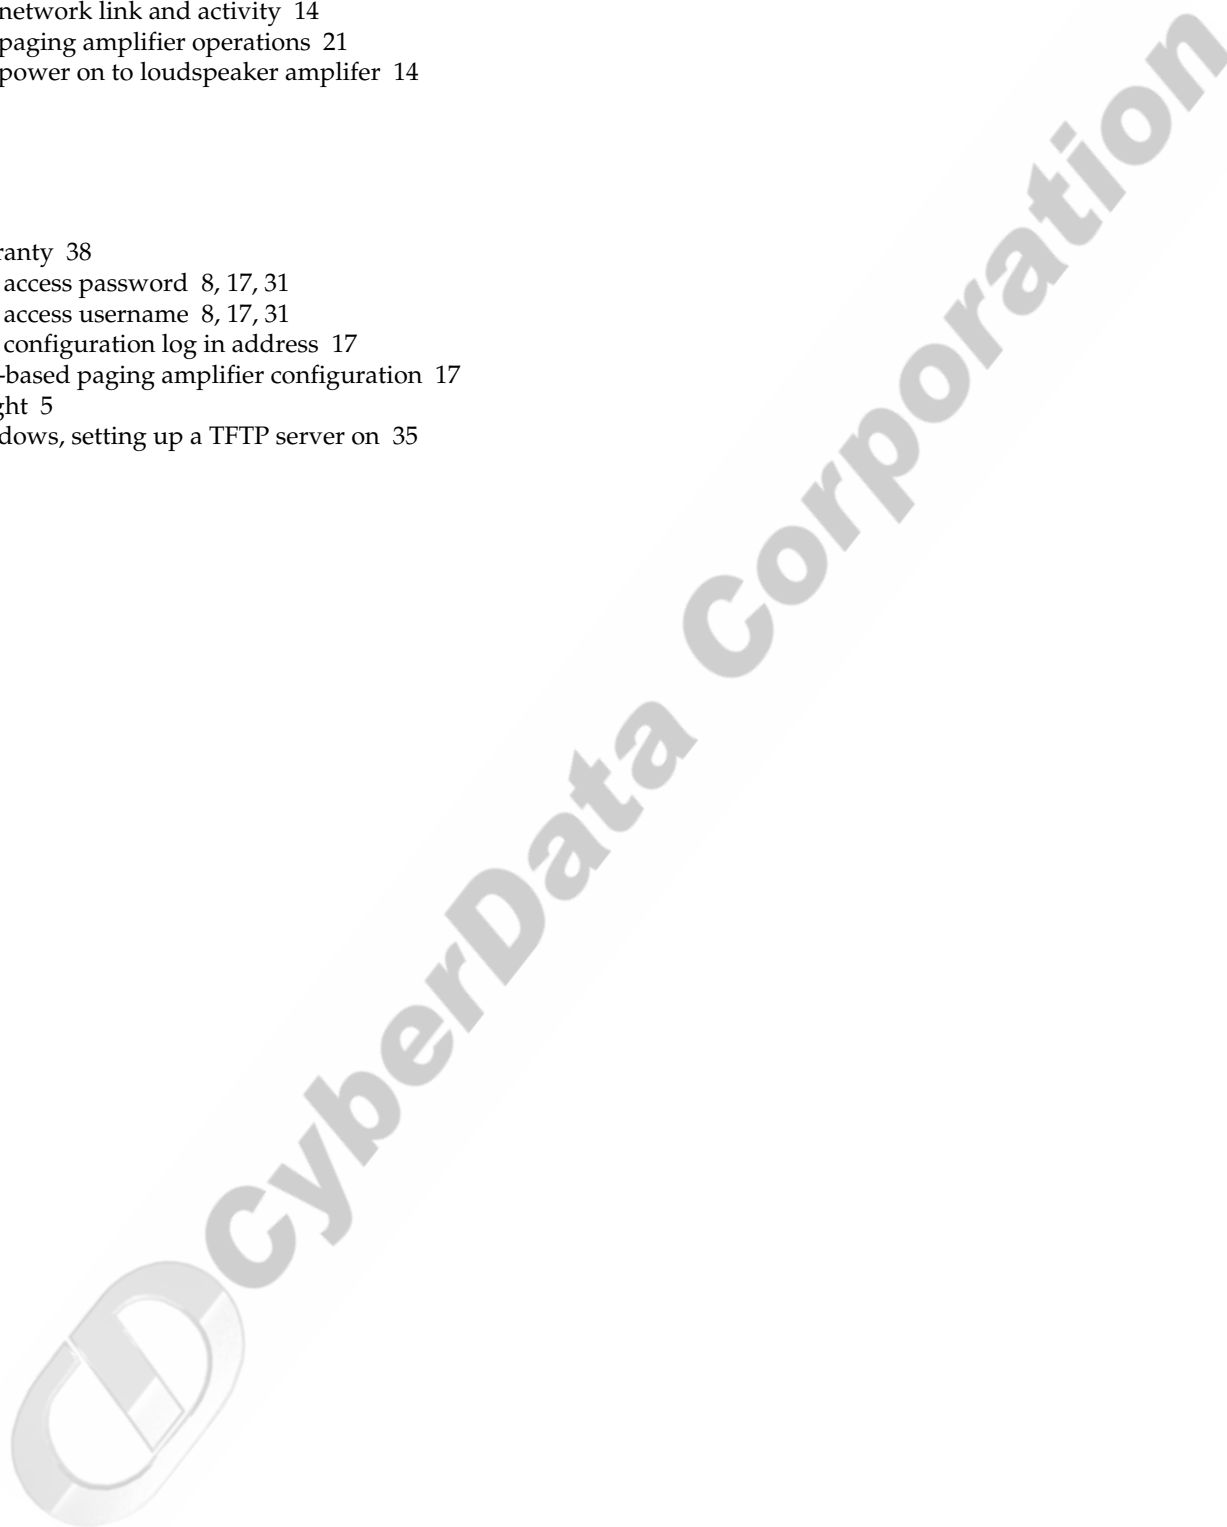 network link and activity 14
paging amplifier operations 21
power on to loudspeaker amplifer 14
ranty 38
access password 8, 17, 31
access username 8, 17, 31
configuration log in address 17
-based paging amplifier configuration 17
ght 5
dows, setting up a TFTP server on 35
CyberData Corporation